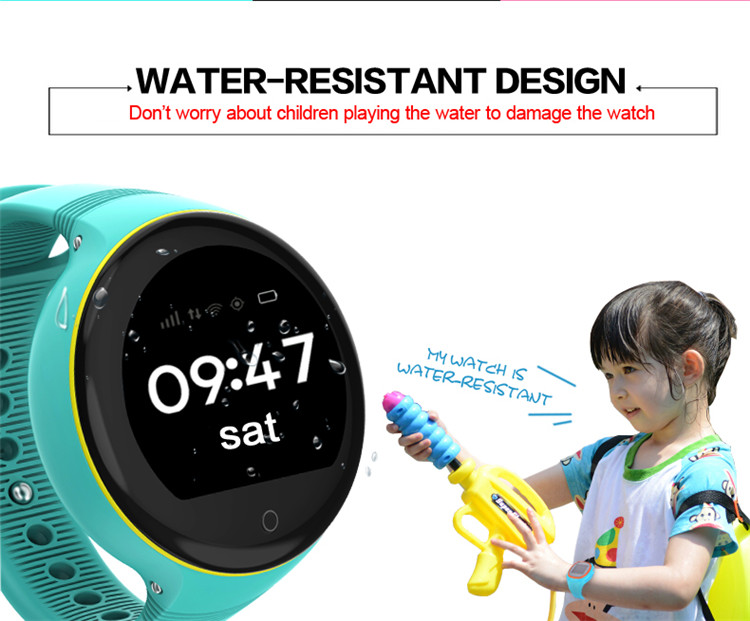 WATER-RESISTANT DESIGN
Don't worry about children playing the water to damage the watch
09:47
sat
MY WATCH IS
WATER-RESISTANT